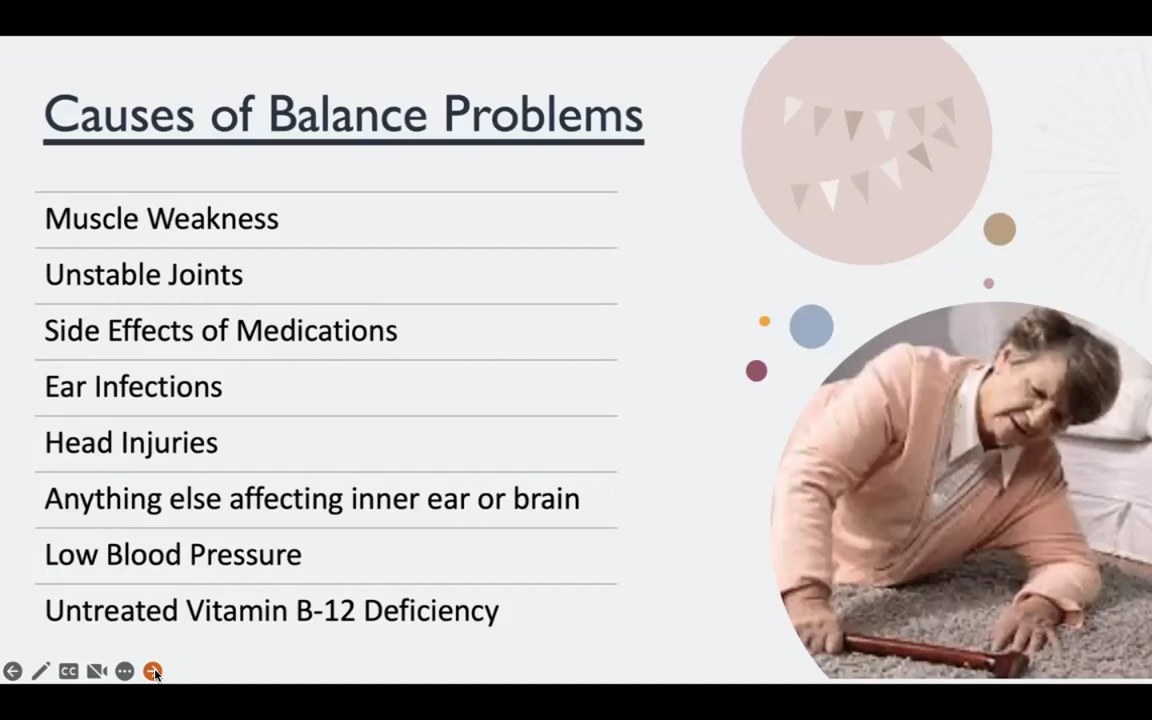 Causes of Balance Problems
Muscle Weakness
Unstable Joints
Side Effects of Medications
Ear Infections
Head Injuries
Anything else affecting inner ear or brain
Low Blood Pressure
Untreated Vitamin B-12 Deficiency
CC